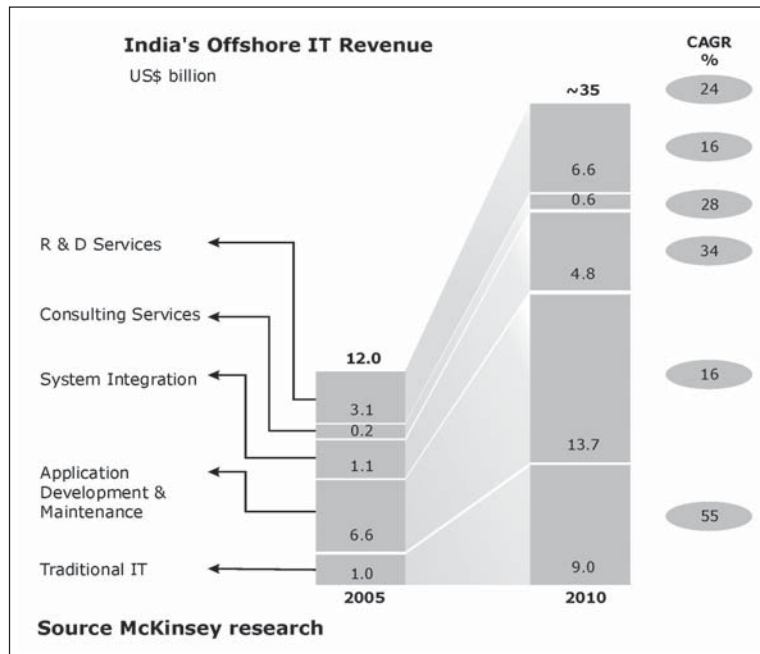 India's Offshore IT Revenue
US$ billion
CAGR
%
24
~35
16
6.6
0.6
28
R & D Services
34
4.8
Consulting Services
12.0
System Integration
16
3.1
0.2
13.7
1.1
Application
Development &
Maintenance
6.6
55
Traditional IT
1.0
9.0
2005
2010
Source McKinsey research